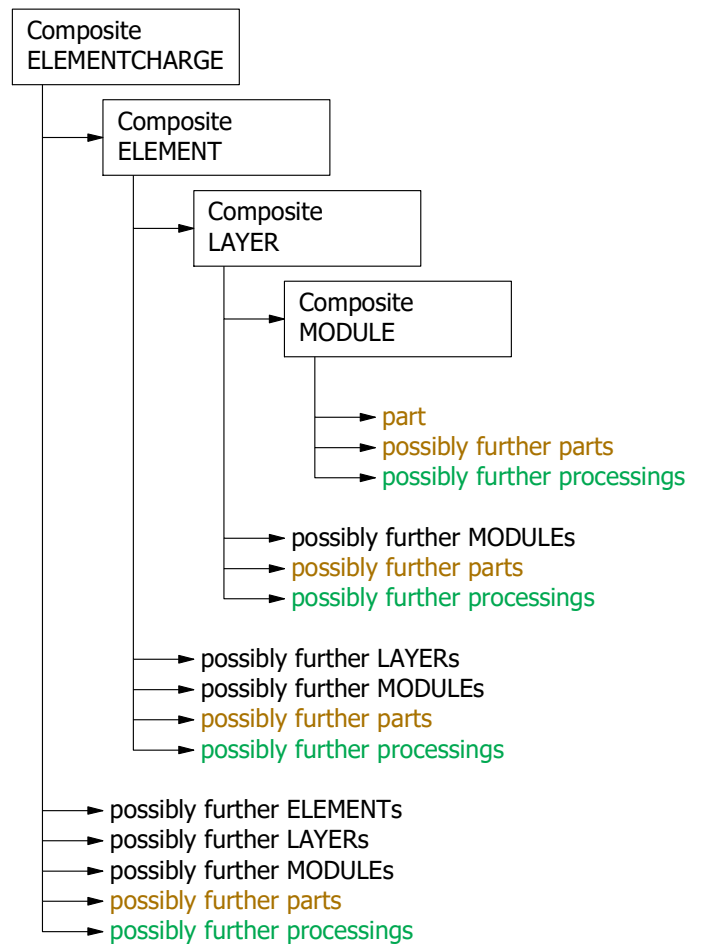 Composite
ELEMENTCHARGE
Composite
ELEMENT
Composite
LAYER
Composite
MODULE
part
possibly further parts
possibly further processings
possibly further MODULEs
possibly further parts
possibly further processings
possibly further LAYERs
possibly further MODULEs
possibly further parts
possibly further processings
possibly further ELEMENTs
possibly further LAYERs
possibly further MODULEs
possibly further parts
possibly further processings